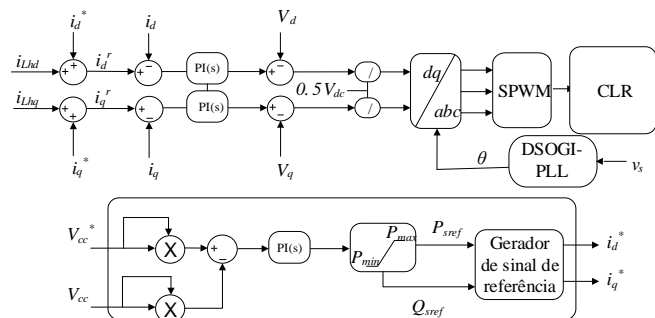 i_d^* i_d V_d
i_Lhd + + i_d^r + − PI(s) + − / dq
i_Lhq + + i_q^r + − PI(s) + − / abc
0.5V_dc
SPWM
CLR
i_q^* i_q V_q
θ
DSOGI-
PLL
v_s
V_cc^* X + − PI(s) P_max P_min P_sref
Gerador
de sinal de
referência
i_d^*
i_q^*
V_cc X
Q_sref